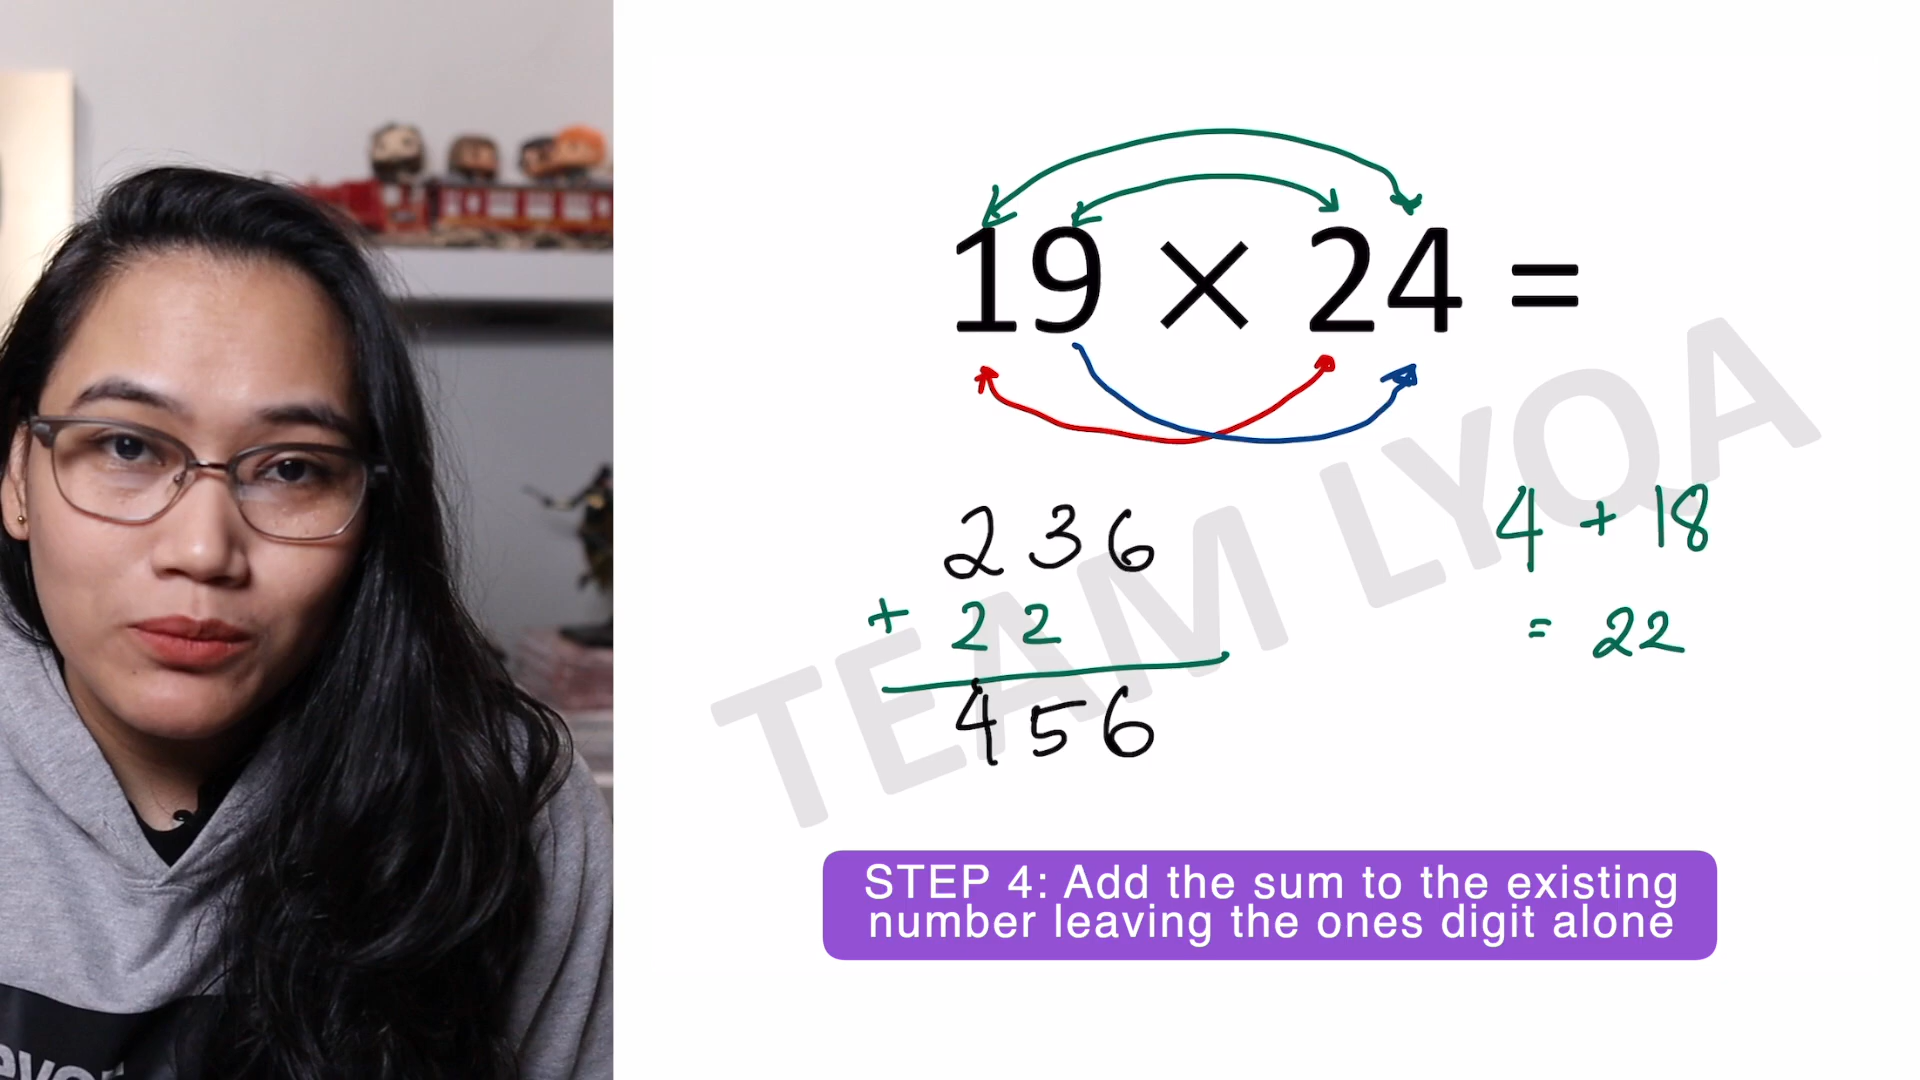 19 × 24 =
236
+ 22
456
4 + 18
= 22
TEAM LYQA
STEP 4: Add the sum to the existing
number leaving the ones digit alone